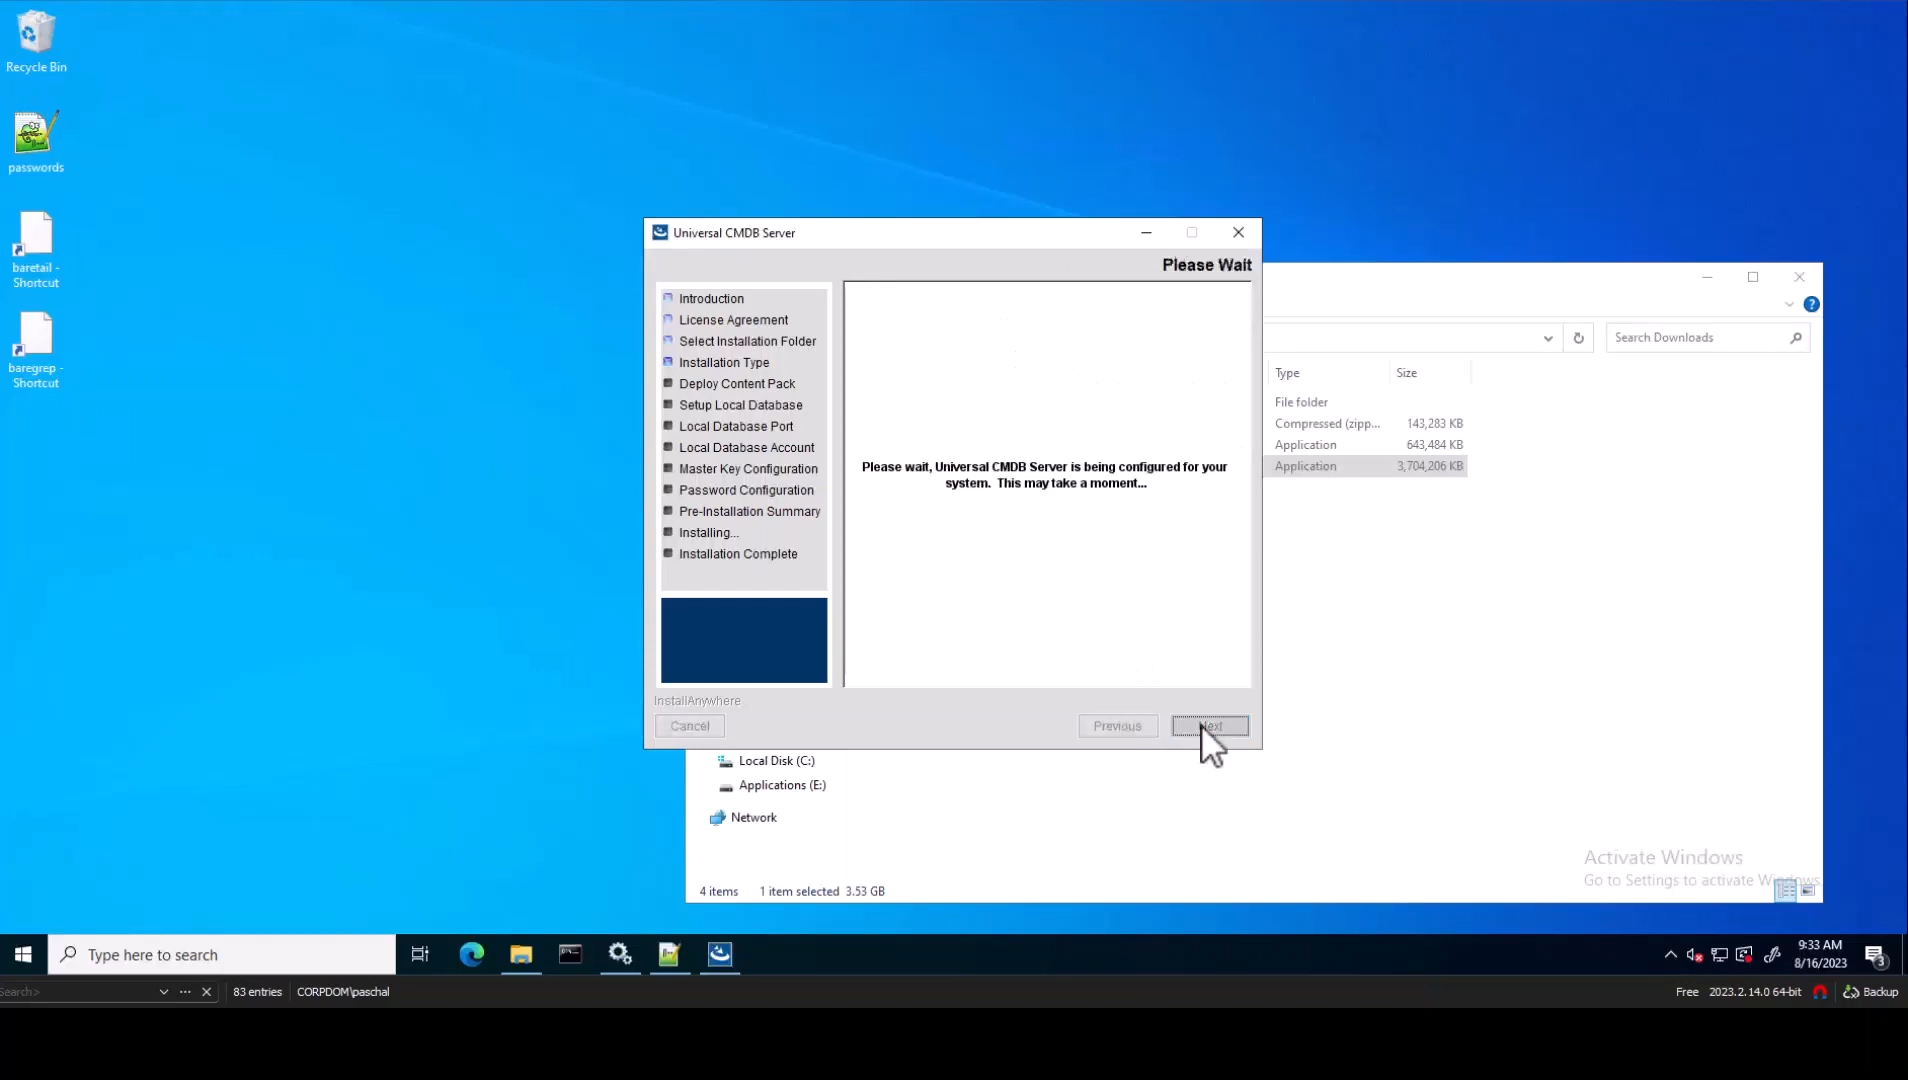 Recycle Bin
passwords
baretail -
Shortcut
baregrep -
Shortcut
Universal CMDB Server
Please Wait
Introduction
License Agreement
Select Installation Folder
Installation Type
Deploy Content Pack
Setup Local Database
Local Database Port
Local Database Account
Master Key Configuration
Password Configuration
Pre-Installation Summary
Installing...
Installation Complete
Please wait, Universal CMDB Server is being configured for your
system. This may take a moment...
InstallAnywhere
Cancel
Previous
Search Downloads
Type
Size
File folder
Compressed (zipp...
143,283 KB
Application
643,484 KB
Application
3,704,206 KB
Local Disk (C:)
Applications (E:)
Network
4 items
1 item selected 3.53 GB
Activate Windows
Go to Settings to activate Windows.
Type here to search
9:33 AM
8/16/2023
3
Search>
83 entries
CORPDOM\paschal
Free
2023.2.14.0 64-bit
Backup